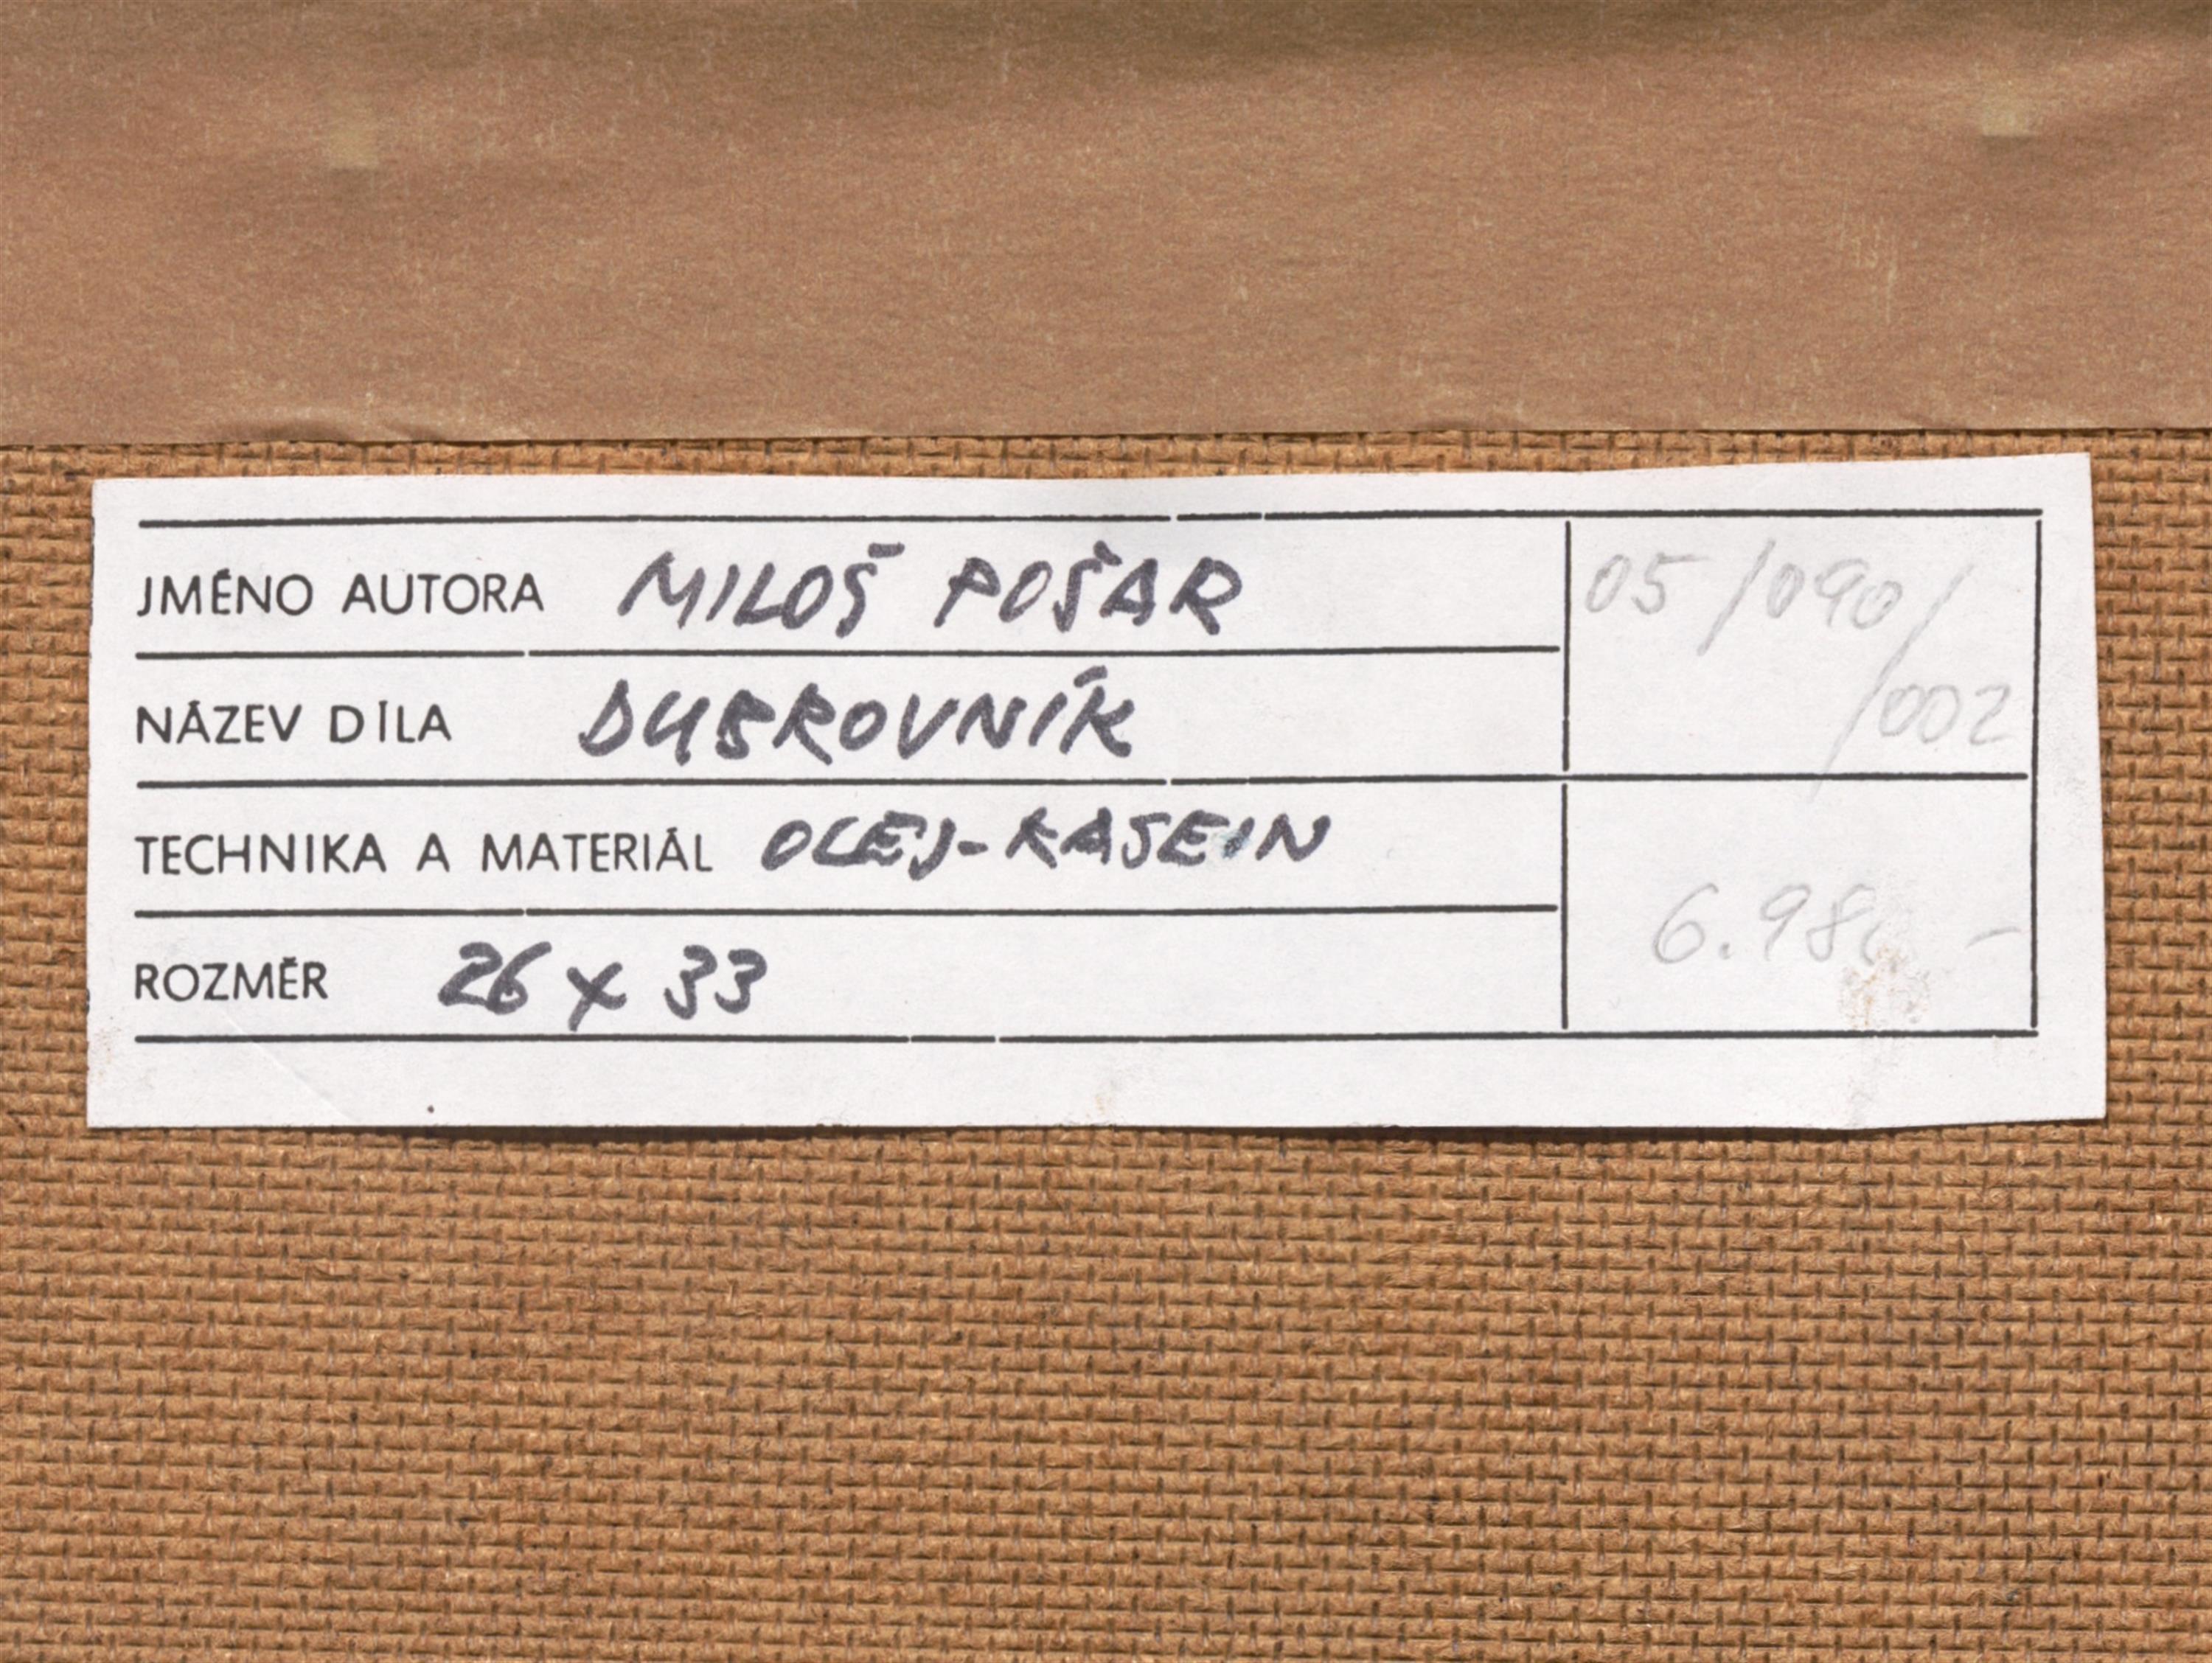 JMÉNO AUTORA MILOŠ POŠAR
05/090/
NÁZEV DÍLA DUBROVNÍK
/002
TECHNIKA A MATERIÁL OLEJ-KASEIN
ROZMĚR 26 x 33